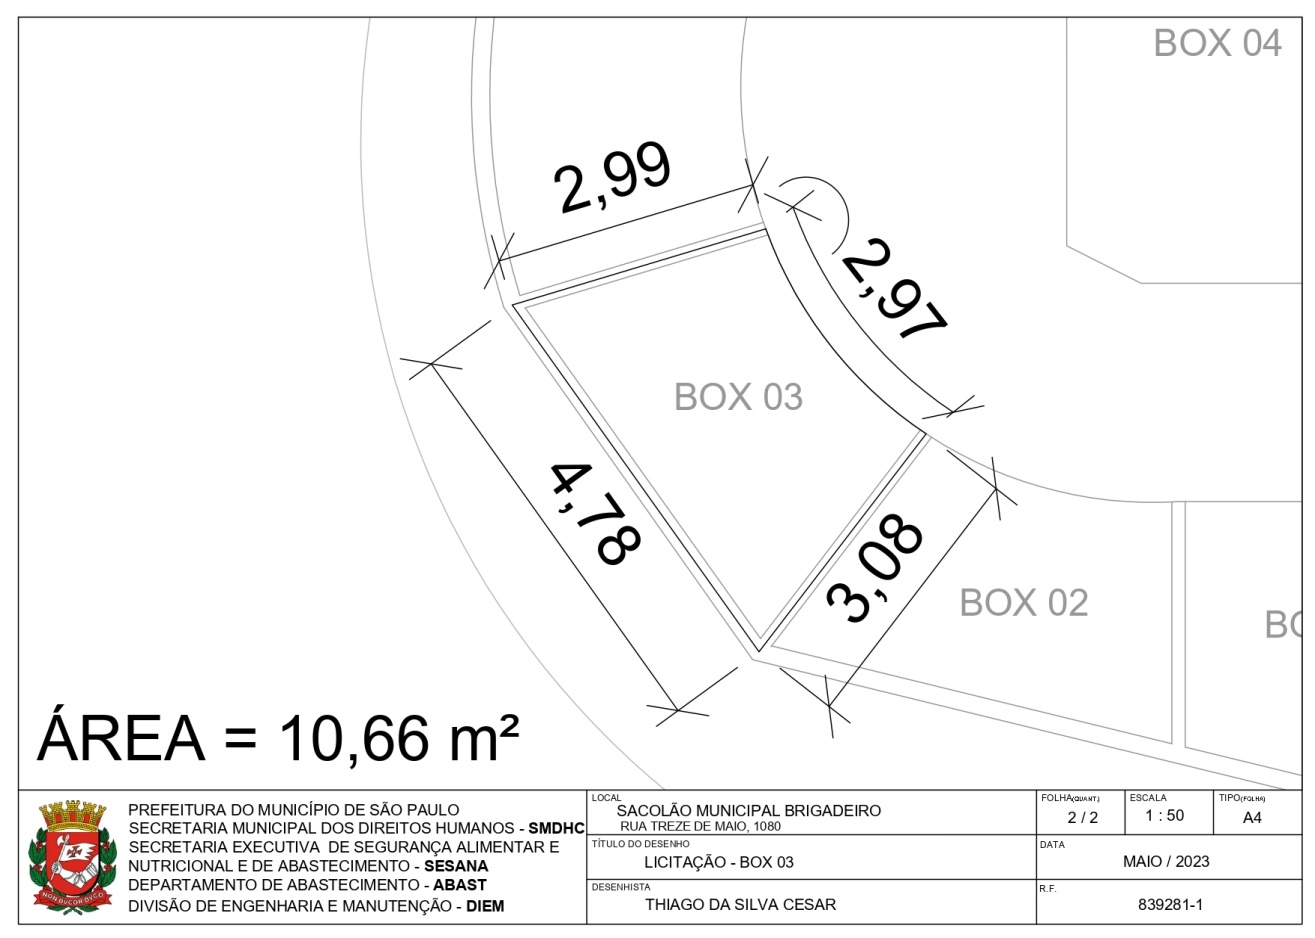 BOX 04
2,99
2,97
BOX 03
4,78
3,08
BOX 02
ÁREA = 10,66 m²
PREFEITURA DO MUNICÍPIO DE SÃO PAULO
SECRETARIA MUNICIPAL DOS DIREITOS HUMANOS - SMDHC
SECRETARIA EXECUTIVA DE SEGURANÇA ALIMENTAR E
NUTRICIONAL E DE ABASTECIMENTO - SESANA
DEPARTAMENTO DE ABASTECIMENTO - ABAST
DIVISÃO DE ENGENHARIA E MANUTENÇÃO - DIEM
NON DVCOR DVCO
LOCAL
SACOLÃO MUNICIPAL BRIGADEIRO
RUA TREZE DE MAIO, 1080
TÍTULO DO DESENHO
LICITAÇÃO - BOX 03
DESENHISTA
THIAGO DA SILVA CESAR
FOLHA(QUANT.)
2 / 2
ESCALA
1 : 50
TIPO(FOLHA)
A4
DATA
MAIO / 2023
R.F.
839281-1